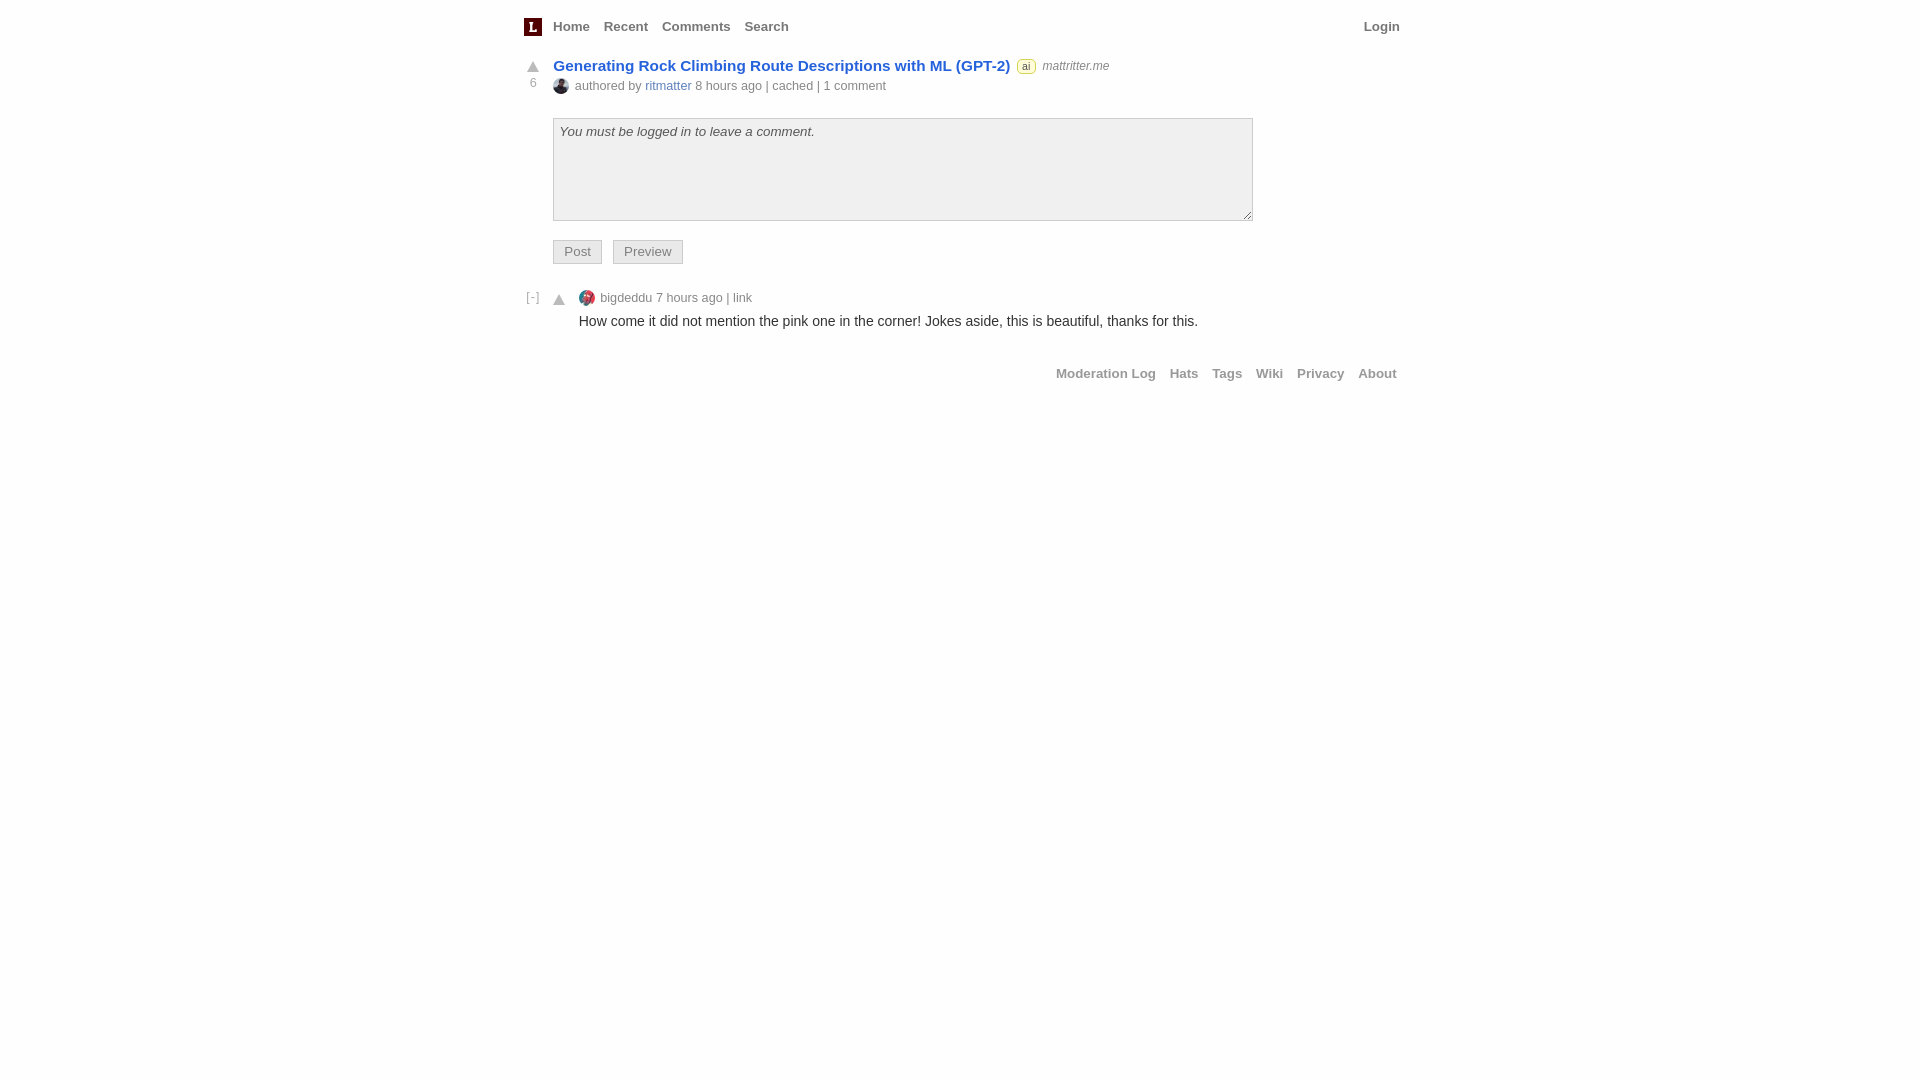 L Home Recent Comments Search Login
Generating Rock Climbing Route Descriptions with ML (GPT-2) ai mattritter.me
6
authored by ritmatter 8 hours ago | cached | 1 comment
You must be logged in to leave a comment.
Post Preview
[-] bigdeddu 7 hours ago | link
How come it did not mention the pink one in the corner! Jokes aside, this is beautiful, thanks for this.
Moderation Log Hats Tags Wiki Privacy About